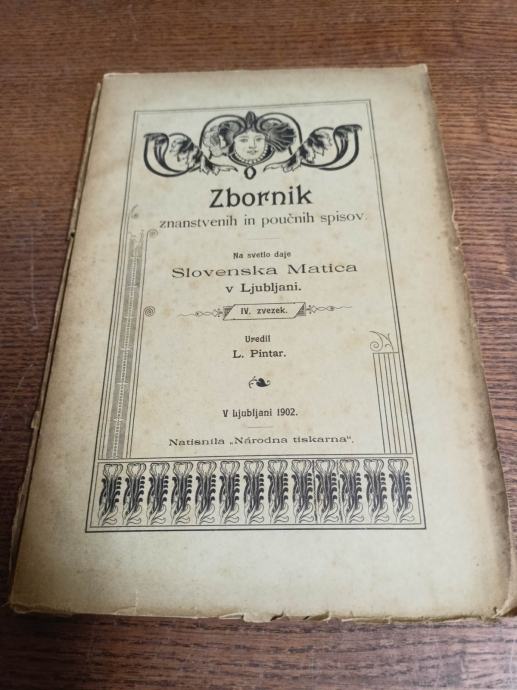 Zbornik
znanstvenih in poučnih spisov.
Na svetlo daje
Slovenska Matica
v Ljubljani.
IV. zvezek.
Uredil
L. Pintar.
V Ljubljani 1902.
Natisnila „Národna tiskarna“.